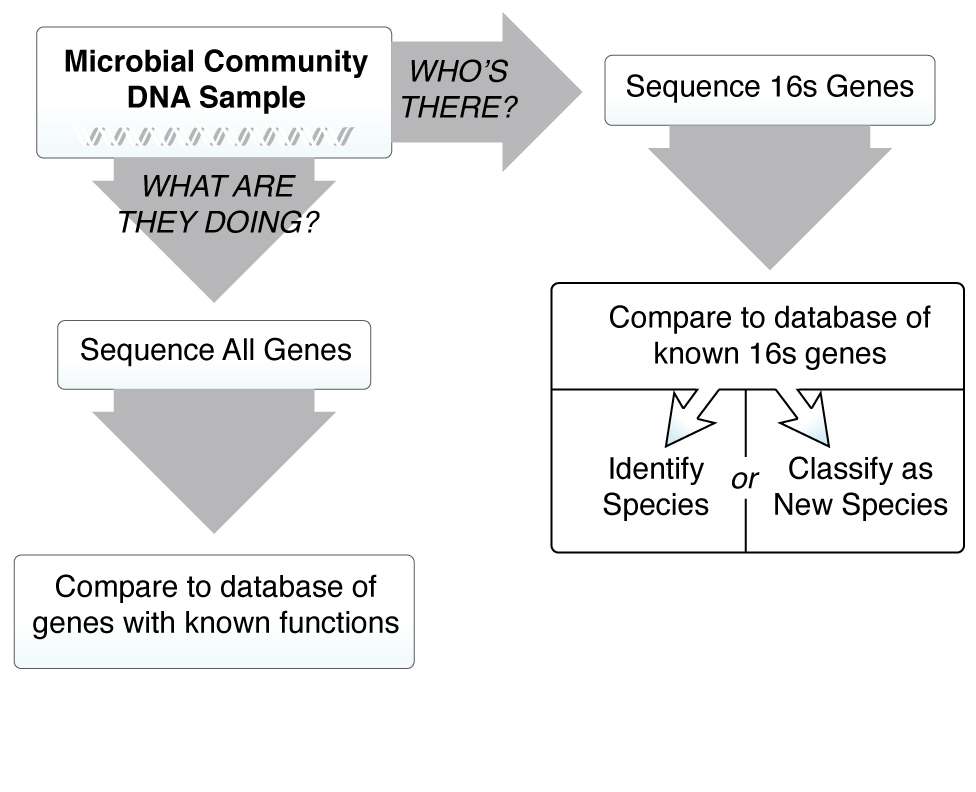 Microbial Community
DNA Sample
WHO'S
THERE?
Sequence 16s Genes
WHAT ARE
THEY DOING?
Sequence All Genes
Compare to database of
genes with known functions
Compare to database of
known 16s genes
Identify
Species
or
Classify as
New Species